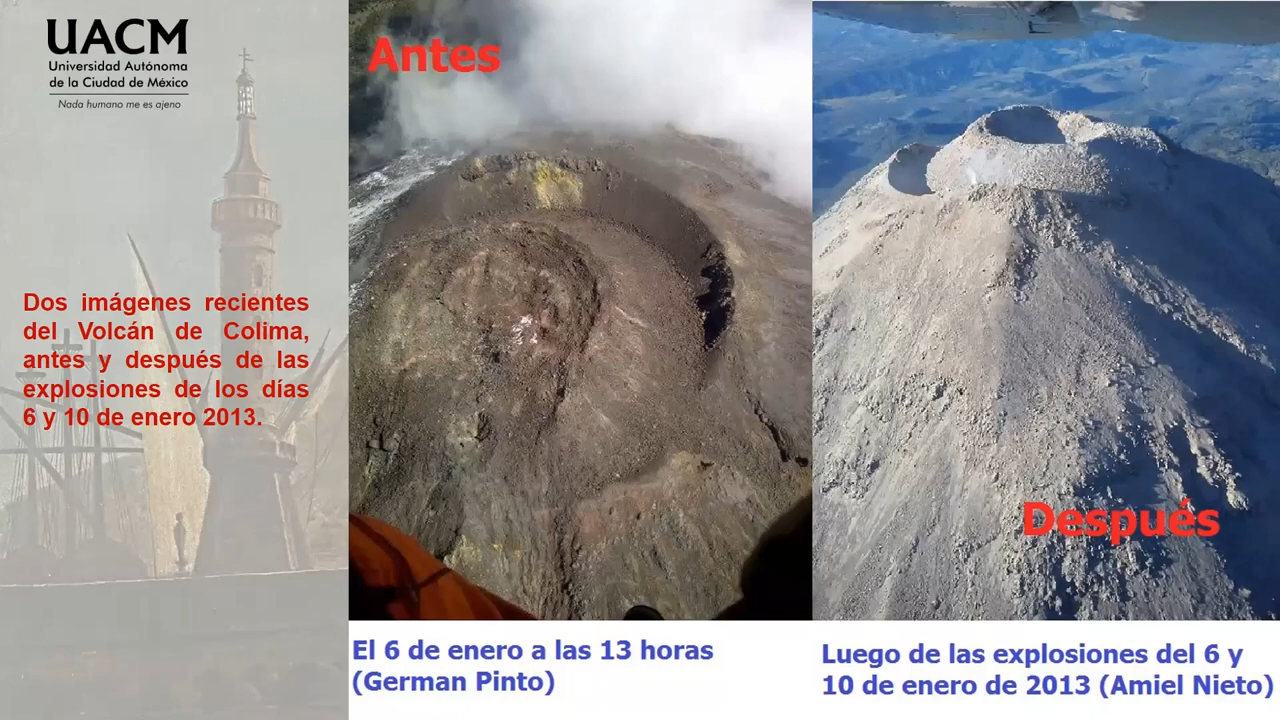 UACM
Universidad Autónoma
de la Ciudad de México
Nada humano me es ajeno
Dos imágenes recientes
del Volcán de Colima,
antes y después de las
explosiones de los días
6 y 10 de enero 2013.
Antes
Después
El 6 de enero a las 13 horas
(German Pinto)
Luego de las explosiones del 6 y
10 de enero de 2013 (Amiel Nieto)